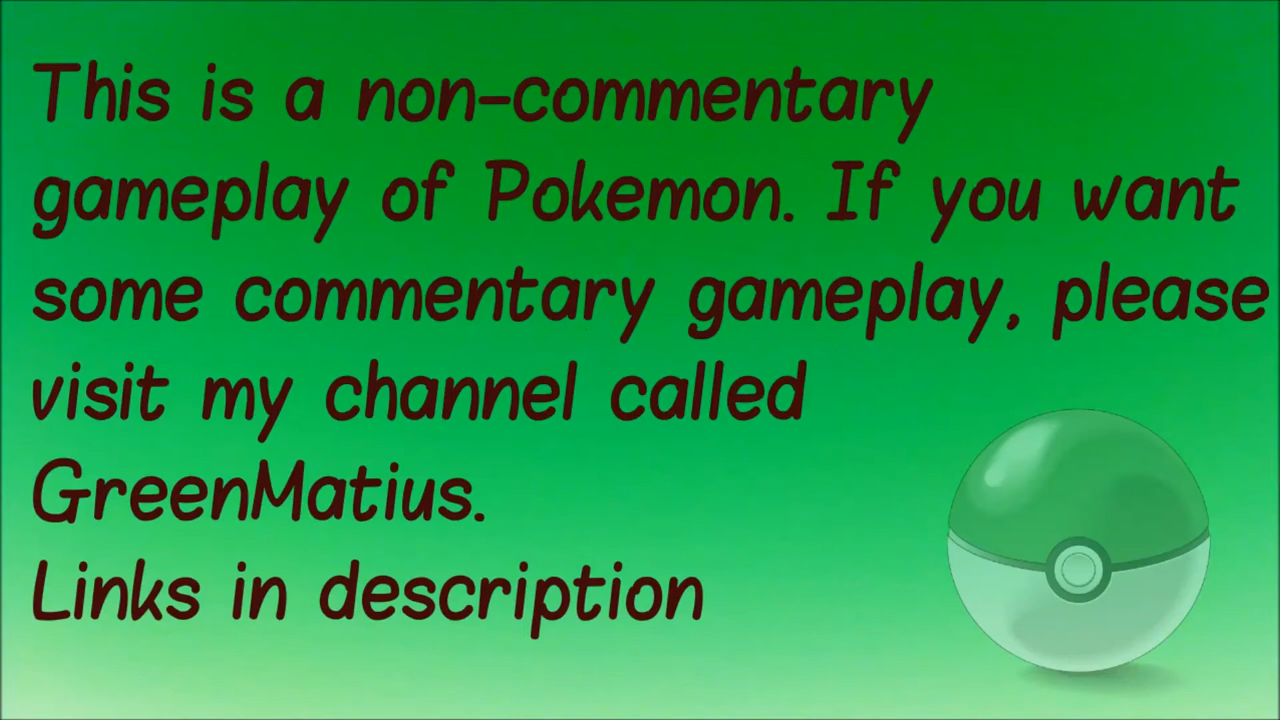 This is a non-commentary
gameplay of Pokemon. If you want
some commentary gameplay, please
visit my channel called
GreenMatius.
Links in description